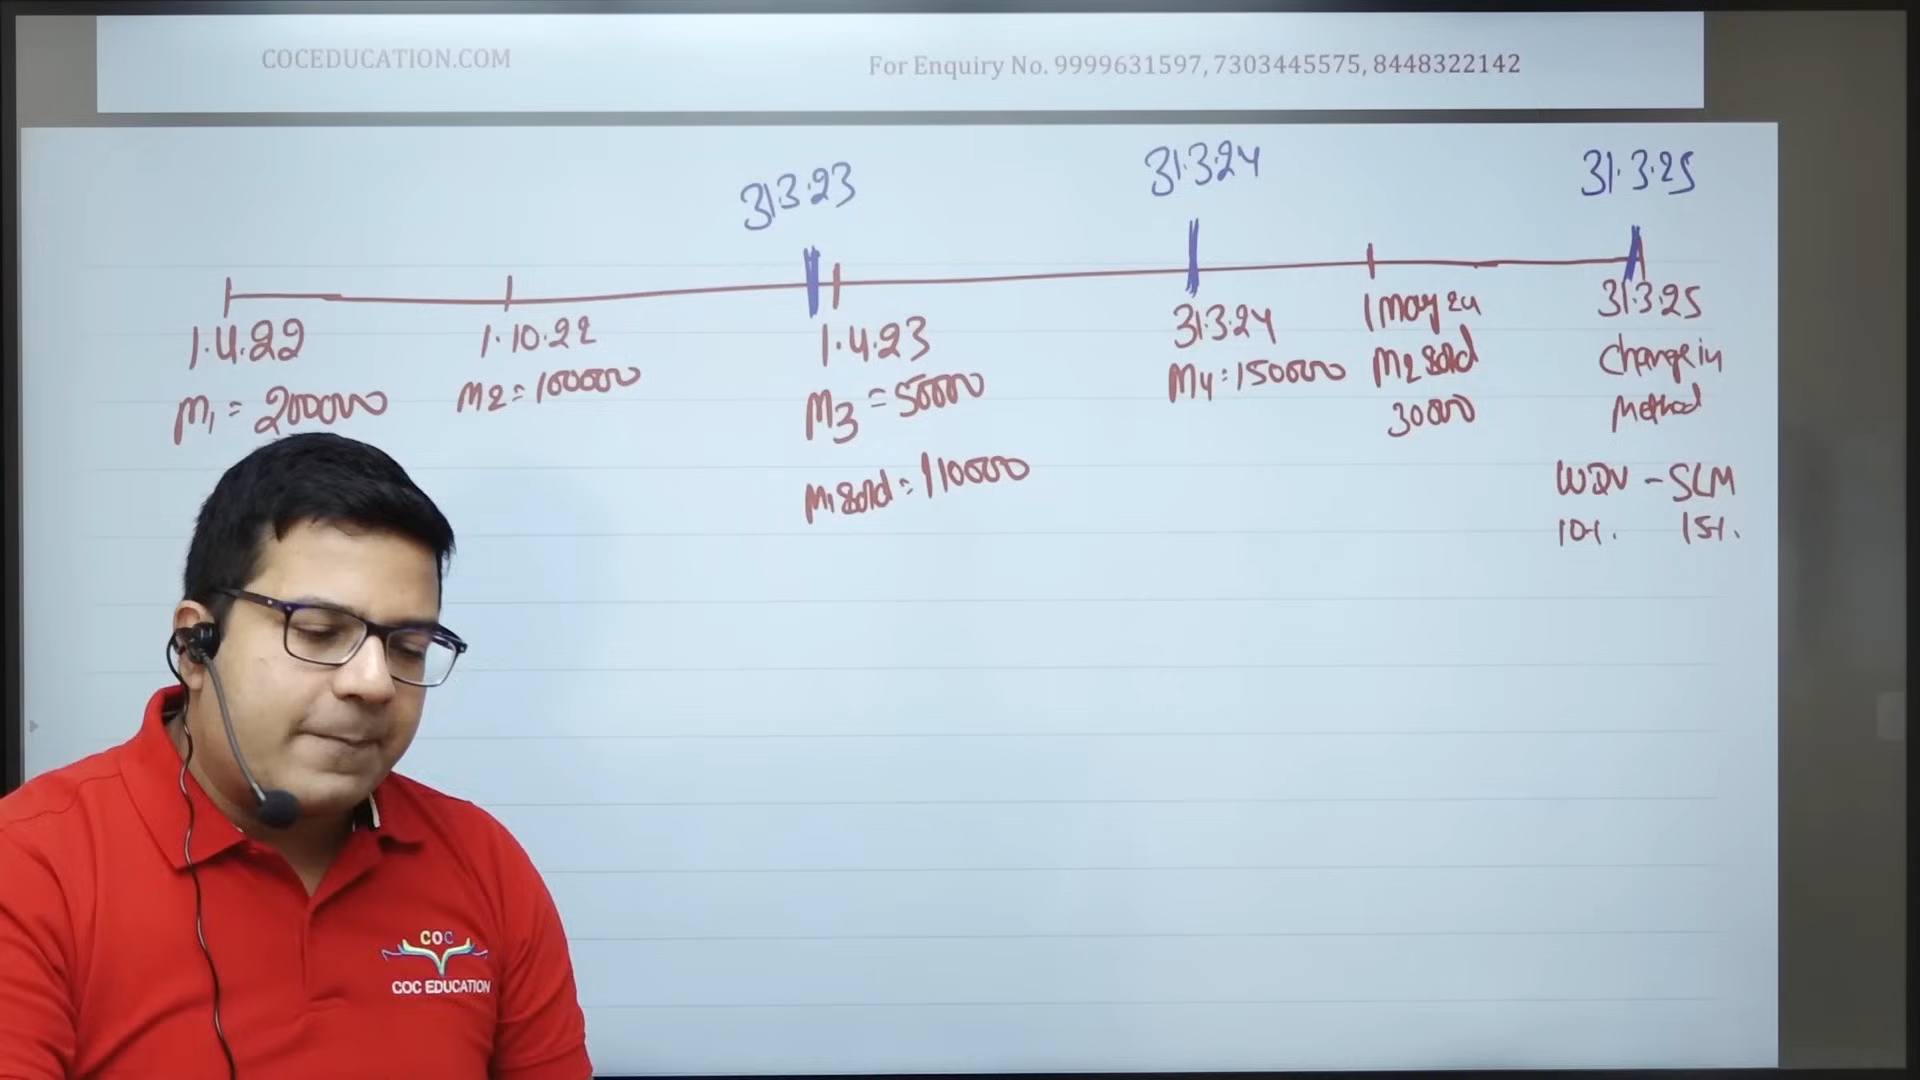 COCEDUCATION.COM
For Enquiry No. 9999631597, 7303445575, 8448322142
31.3.23
31.3.24
31.3.25
1.4.22
M1 = 200000
1.10.22
M2 = 100000
1.4.23
M3 = 50000
M1 sold = 110000
31.3.24
M4 : 150000
1 may 24
M2 sold
30000
31.3.25
Change in
Method
WDV - SLM
10%. 15%.
COC
COC EDUCATION